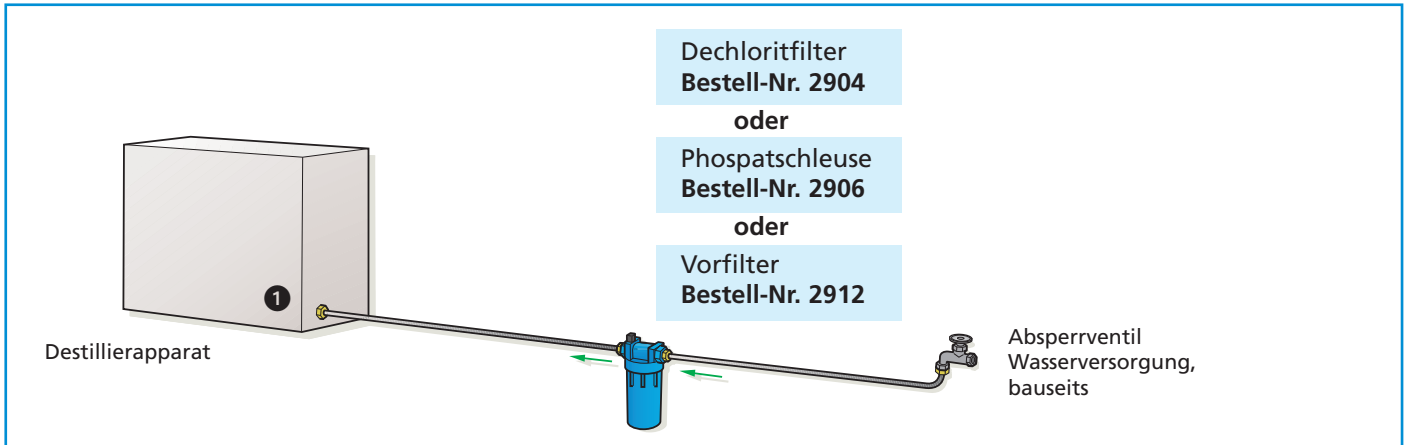 Dechloritfilter
Bestell-Nr. 2904
oder
Phospatschleuse
Bestell-Nr. 2906
oder
Vorfilter
Bestell-Nr. 2912
1
Destillierapparat
Absperrventil
Wasserversorgung,
bauseits